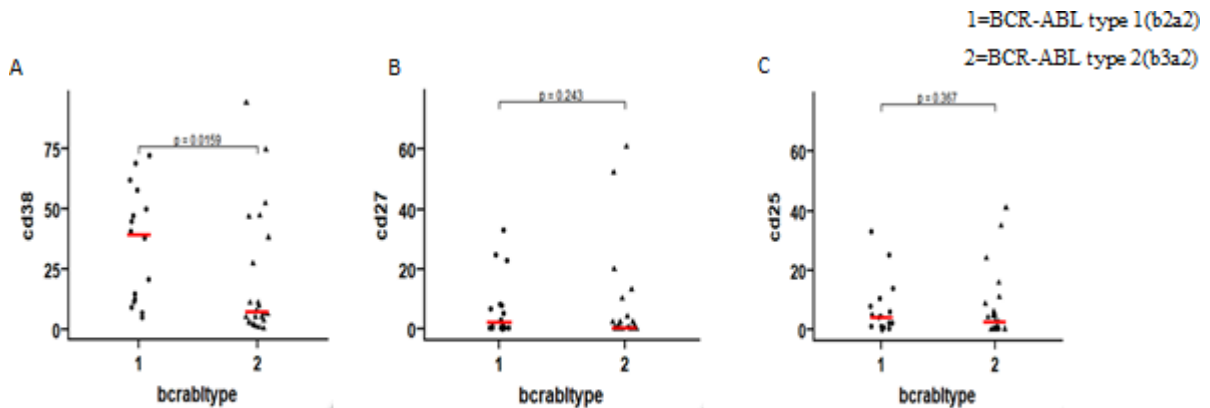 1=BCR-ABL type 1(b2a2)
2=BCR-ABL type 2(b3a2)
A
p = 0.0159
75
50
25
0
cd38
1 2
bcrabltype
B
p = 0.243
60
40
20
0
cd27
1 2
bcrabltype
C
p = 0.367
60
40
20
0
cd25
1 2
bcrabltype